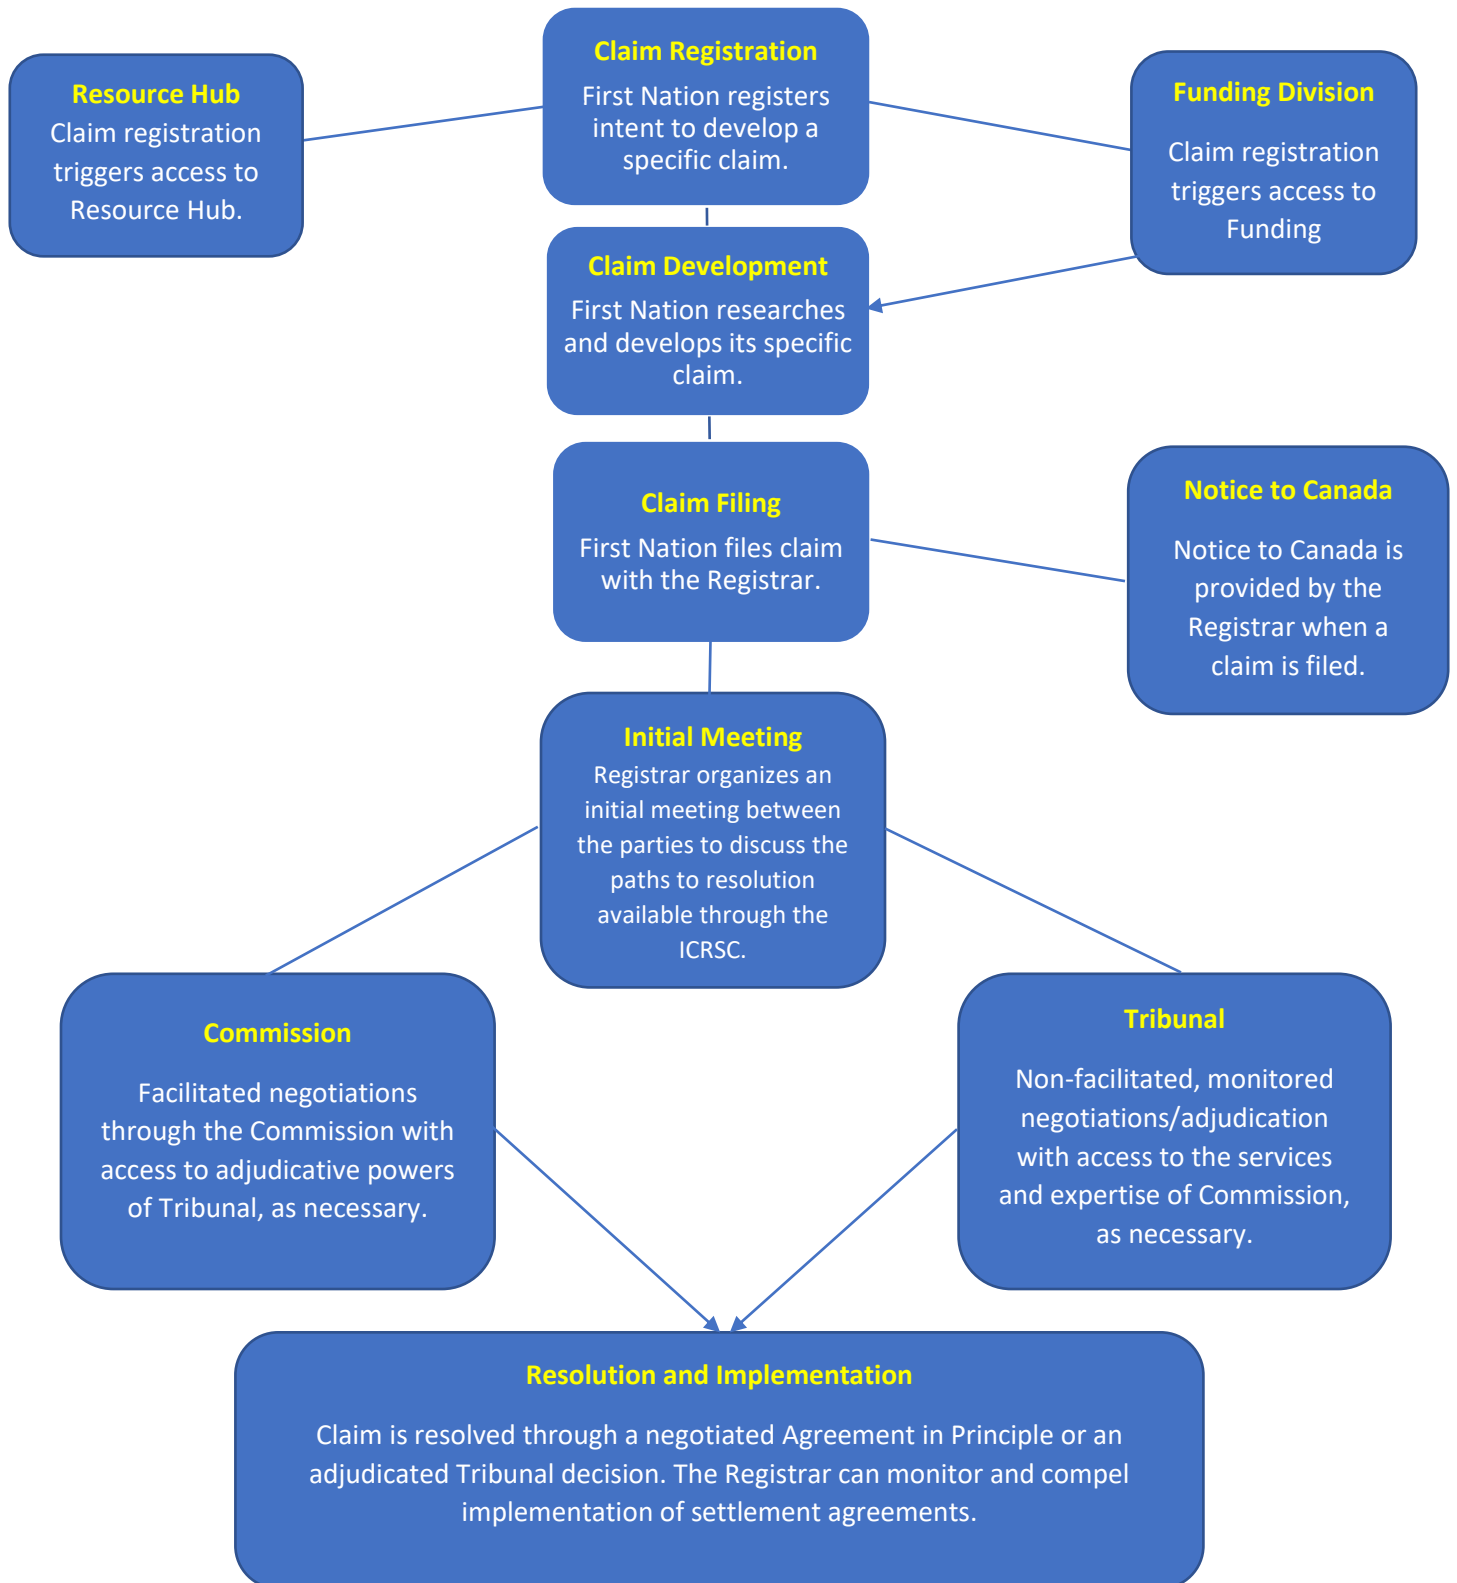 Claim Registration
First Nation registers
intent to develop a
specific claim.
Resource Hub
Claim registration
triggers access to
Resource Hub.
Funding Division
Claim registration
triggers access to
Funding
Claim Development
First Nation researches
and develops its specific
claim.
Claim Filing
First Nation files claim
with the Registrar.
Notice to Canada
Notice to Canada is
provided by the
Registrar when a
claim is filed.
Initial Meeting
Registrar organizes an
initial meeting between
the parties to discuss the
paths to resolution
available through the
ICRSC.
Commission
Facilitated negotiations
through the Commission with
access to adjudicative powers
of Tribunal, as necessary.
Tribunal
Non-facilitated, monitored
negotiations/adjudication
with access to the services
and expertise of Commission,
as necessary.
Resolution and Implementation
Claim is resolved through a negotiated Agreement in Principle or an
adjudicated Tribunal decision. The Registrar can monitor and compel
implementation of settlement agreements.